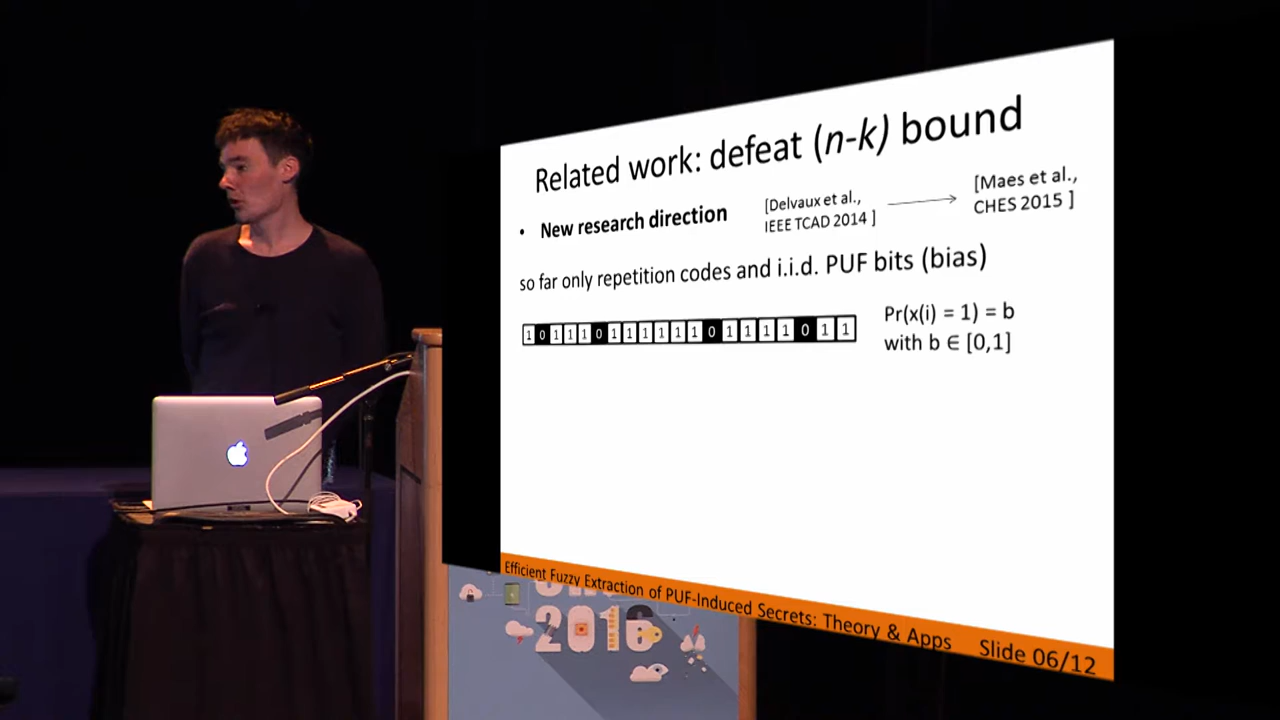 Related work: defeat (n-k) bound
• New research direction
[Delvaux et al.,
IEEE TCAD 2014 ]
[Maes et al.,
CHES 2015 ]
so far only repetition codes and i.i.d. PUF bits (bias)
1 0 1 1 1 0 1 1 1 1 1 1 1 0 1 1 1 1 0 1 1
Pr(x(i) = 1) = b
with b ∈ [0,1]
Efficient Fuzzy Extraction of PUF-Induced Secrets: Theory & Apps Slide 06/12
2016